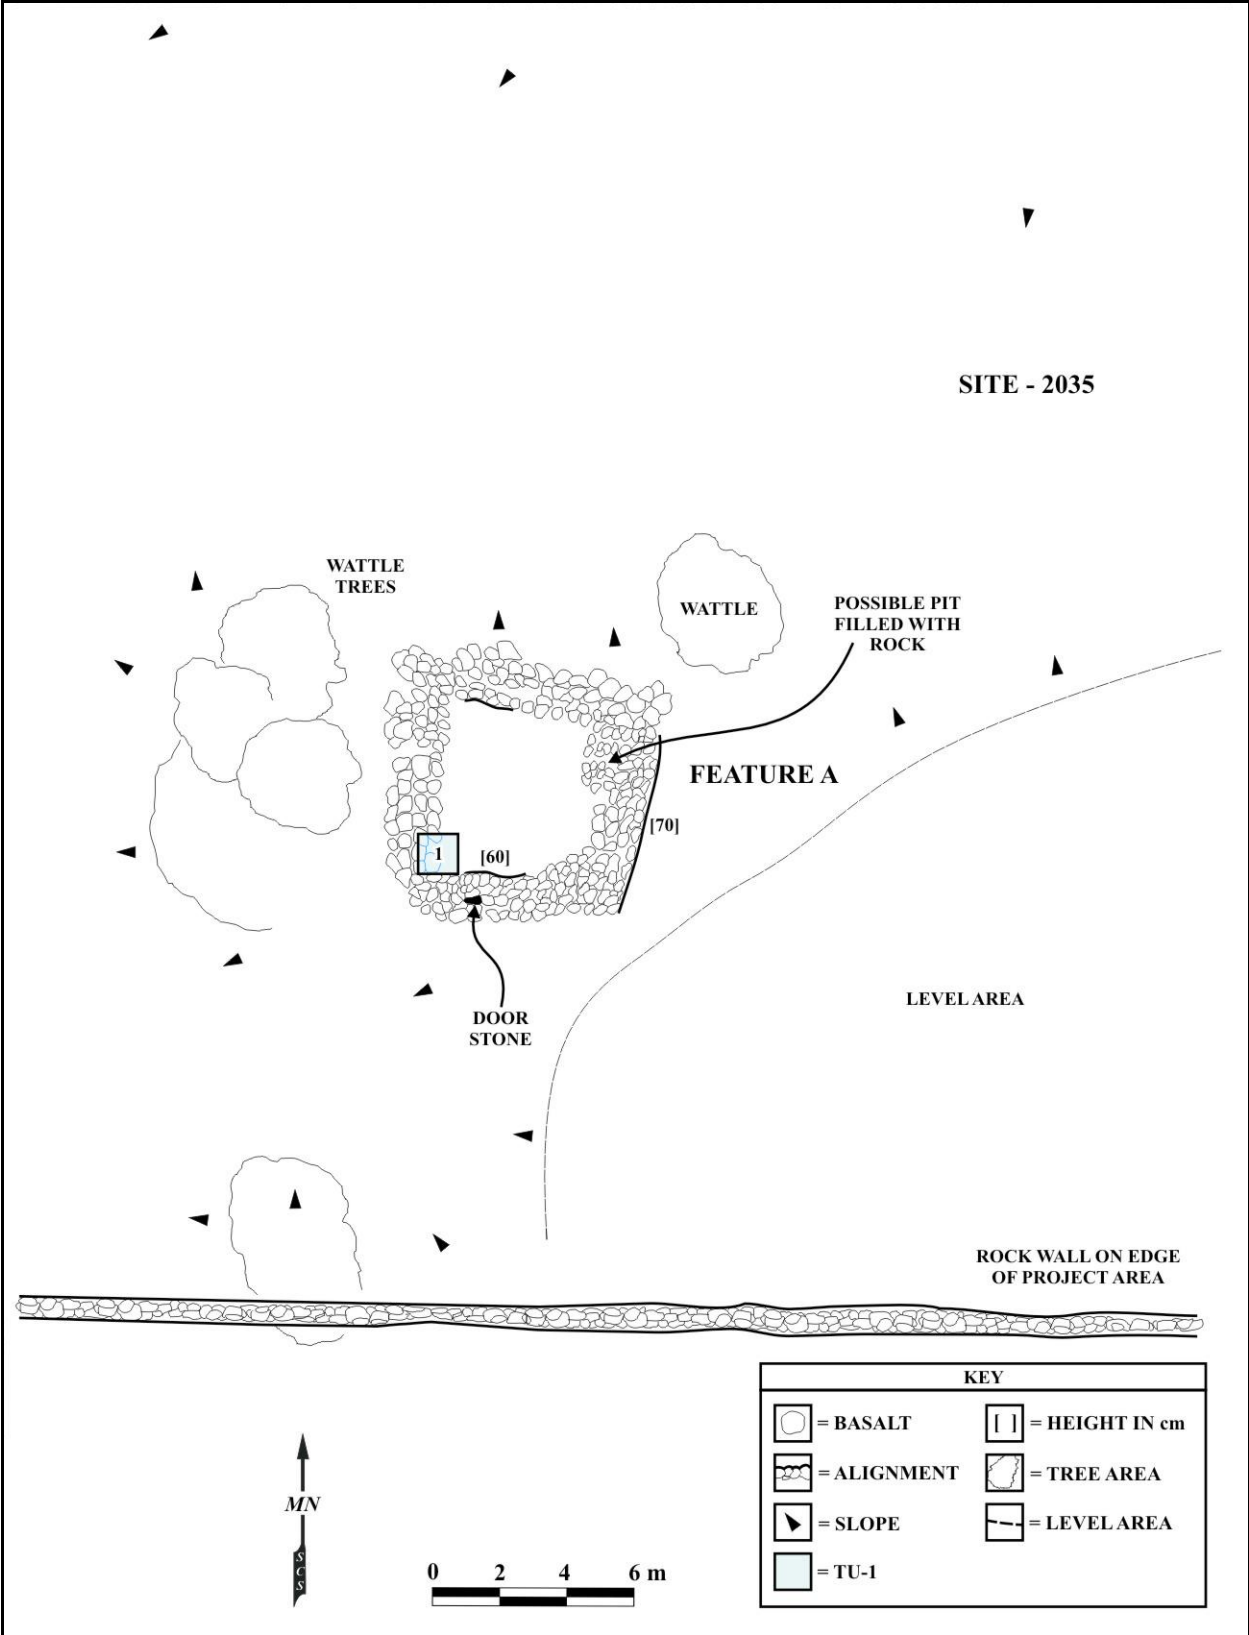 SITE - 2035
WATTLE
TREES
WATTLE
POSSIBLE PIT
FILLED WITH
ROCK
FEATURE A
[70]
1
[60]
DOOR
STONE
LEVEL AREA
ROCK WALL ON EDGE
OF PROJECT AREA
KEY
= BASALT
[ ] = HEIGHT IN cm
= ALIGNMENT
= TREE AREA
= SLOPE
= LEVEL AREA
= TU-1
MN
SCS
0 2 4 6 m